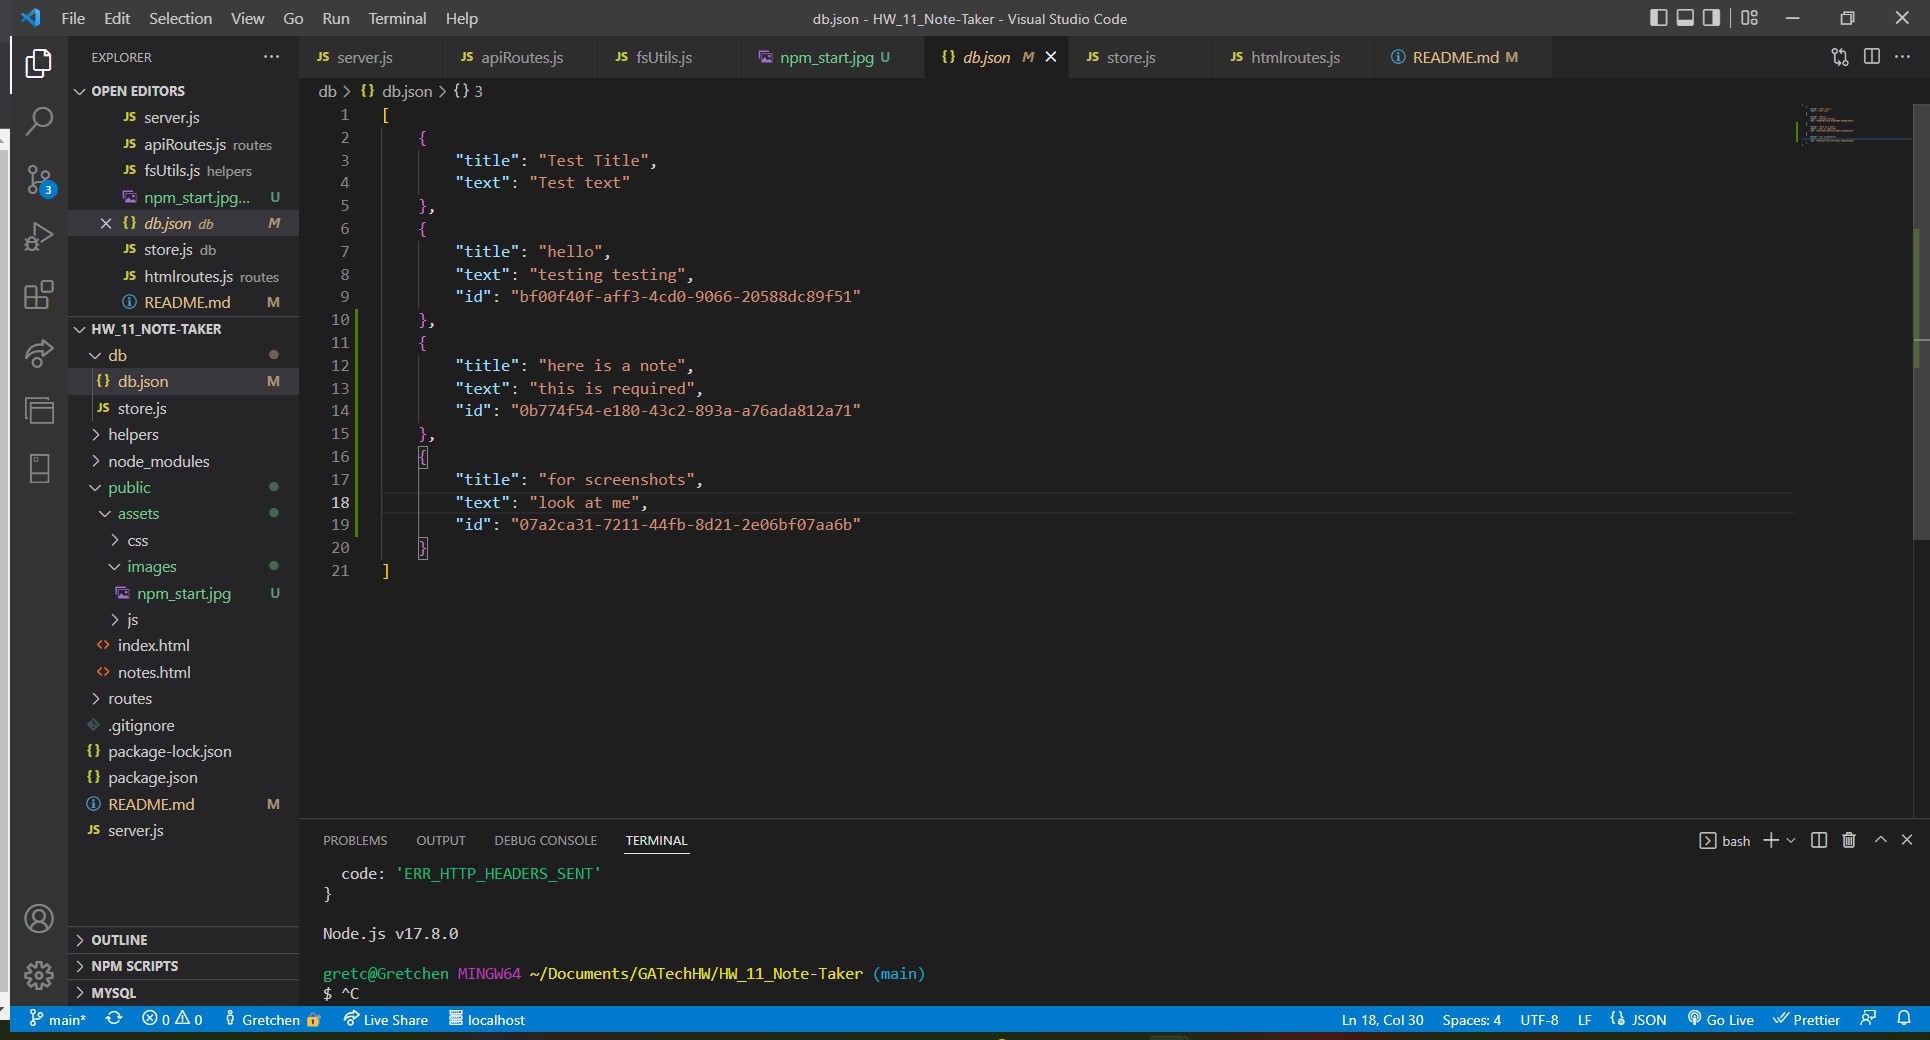 File Edit Selection View Go Run Terminal Help
db.json - HW_11_Note-Taker - Visual Studio Code
EXPLORER ···
JS server.js
JS apiRoutes.js
JS fsUtils.js
npm_start.jpg U
{} db.json M
JS store.js
JS htmlroutes.js
README.md M
OPEN EDITORS
JS server.js
JS apiRoutes.js routes
JS fsUtils.js helpers
npm_start.jpg... U
{} db.json db M
JS store.js db
JS htmlroutes.js routes
README.md M
3
HW_11_NOTE-TAKER
db
{} db.json M
JS store.js
helpers
node_modules
public
assets
css
images
npm_start.jpg U
js
<> index.html
<> notes.html
routes
.gitignore
{} package-lock.json
{} package.json
README.md M
JS server.js
OUTLINE
NPM SCRIPTS
MYSQL
db > {} db.json > {} 3
1 [
2 {
3 "title": "Test Title",
4 "text": "Test text"
5 },
6 {
7 "title": "hello",
8 "text": "testing testing",
9 "id": "bf00f40f-aff3-4cd0-9066-20588dc89f51"
10 },
11 {
12 "title": "here is a note",
13 "text": "this is required",
14 "id": "0b774f54-e180-43c2-893a-a76ada812a71"
15 },
16 {
17 "title": "for screenshots",
18 "text": "look at me",
19 "id": "07a2ca31-7211-44fb-8d21-2e06bf07aa6b"
20 }
21 ]
PROBLEMS OUTPUT DEBUG CONSOLE TERMINAL
bash
code: 'ERR_HTTP_HEADERS_SENT'
}
Node.js v17.8.0
gretc@Gretchen MINGW64 ~/Documents/GATechHW/HW_11_Note-Taker (main)
$ ^C
main* 0 0 Gretchen Live Share localhost
Ln 18, Col 30 Spaces: 4 UTF-8 LF {} JSON Go Live Prettier